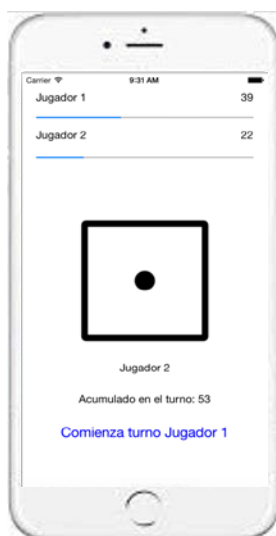 Carrier 9:31 AM
Jugador 1 39
Jugador 2 22
Jugador 2
Acumulado en el turno: 53
Comienza turno Jugador 1